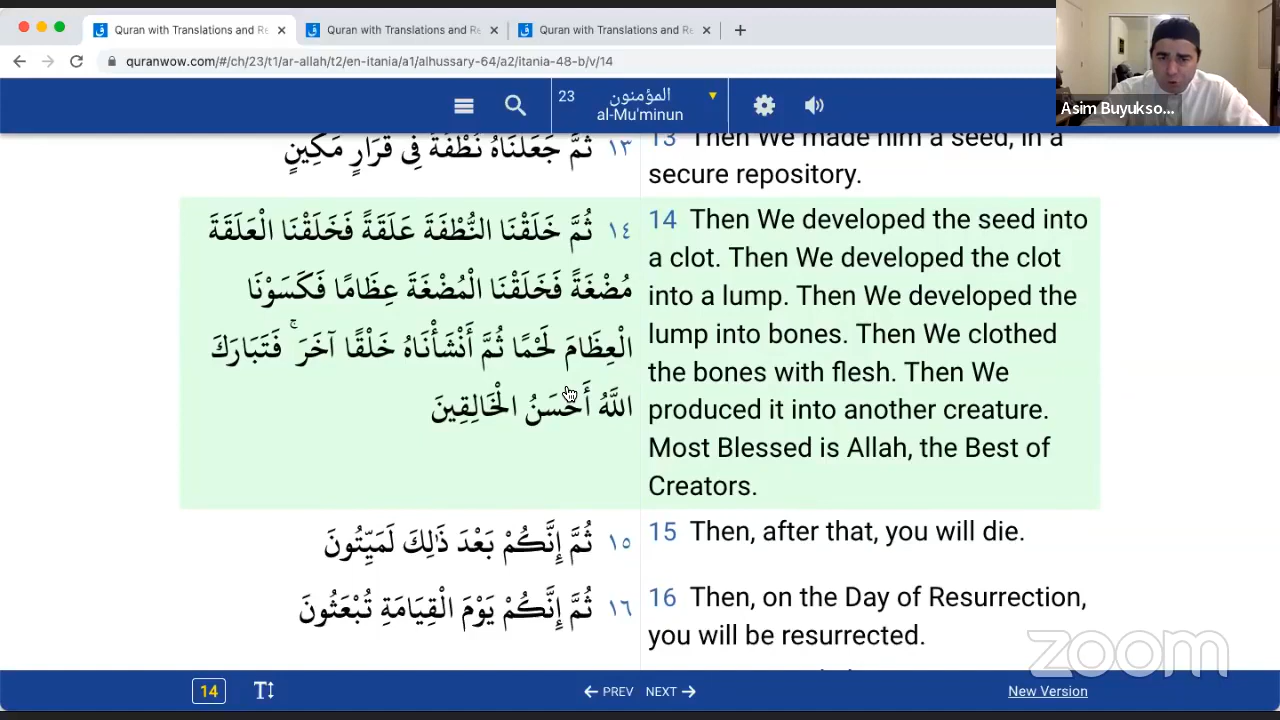 Quran with Translations and Re
Quran with Translations and Re
Quran with Translations and Re
quranwow.com/#/ch/23/t1/ar-allah/t2/en-itania/a1/alhussary-64/a2/itania-48-b/v/14
Asim Buyukso...
23
المؤمنون
al-Mu'minun
١٣ ثُمَّ جَعَلْنَاهُ نُطْفَةً فِي قَرَارٍ مَكِينٍ
13 Then We made him a seed, in a
secure repository.
١٤ ثُمَّ خَلَقْنَا النُّطْفَةَ عَلَقَةً فَخَلَقْنَا الْعَلَقَةَ
مُضْغَةً فَخَلَقْنَا الْمُضْغَةَ عِظَامًا فَكَسَوْنَا
الْعِظَامَ لَحْمًا ثُمَّ أَنْشَأْنَاهُ خَلْقًا آخَرَ ۚ فَتَبَارَكَ
اللَّهُ أَحْسَنُ الْخَالِقِينَ
14 Then We developed the seed into
a clot. Then We developed the clot
into a lump. Then We developed the
lump into bones. Then We clothed
the bones with flesh. Then We
produced it into another creature.
Most Blessed is Allah, the Best of
Creators.
١٥ ثُمَّ إِنَّكُمْ بَعْدَ ذَٰلِكَ لَمَيِّتُونَ
15 Then, after that, you will die.
١٦ ثُمَّ إِنَّكُمْ يَوْمَ الْقِيَامَةِ تُبْعَثُونَ
16 Then, on the Day of Resurrection,
you will be resurrected.
zoom
14
PREV NEXT
New Version